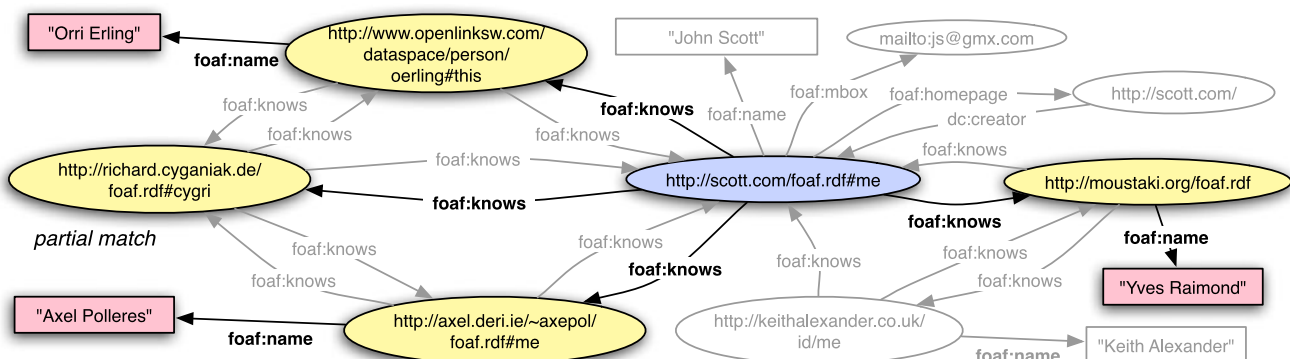 "Orri Erling"
foaf:name
http://www.openlinksw.com/
dataspace/person/
oerling#this
"John Scott"
mailto:js@gmx.com
foaf:knows
foaf:knows
foaf:knows
foaf:knows
foaf:name
foaf:mbox
foaf:homepage
http://scott.com/
dc:creator
http://richard.cyganiak.de/
foaf.rdf#cygri
foaf:knows
http://scott.com/foaf.rdf#me
foaf:knows
http://moustaki.org/foaf.rdf
foaf:knows
foaf:knows
partial match
foaf:knows
foaf:knows
foaf:knows
foaf:knows
foaf:knows
foaf:knows
foaf:knows
foaf:name
"Yves Raimond"
"Axel Polleres"
foaf:name
http://axel.deri.ie/~axepol/
foaf.rdf#me
http://keithalexander.co.uk/
id/me
foaf:name
"Keith Alexander"